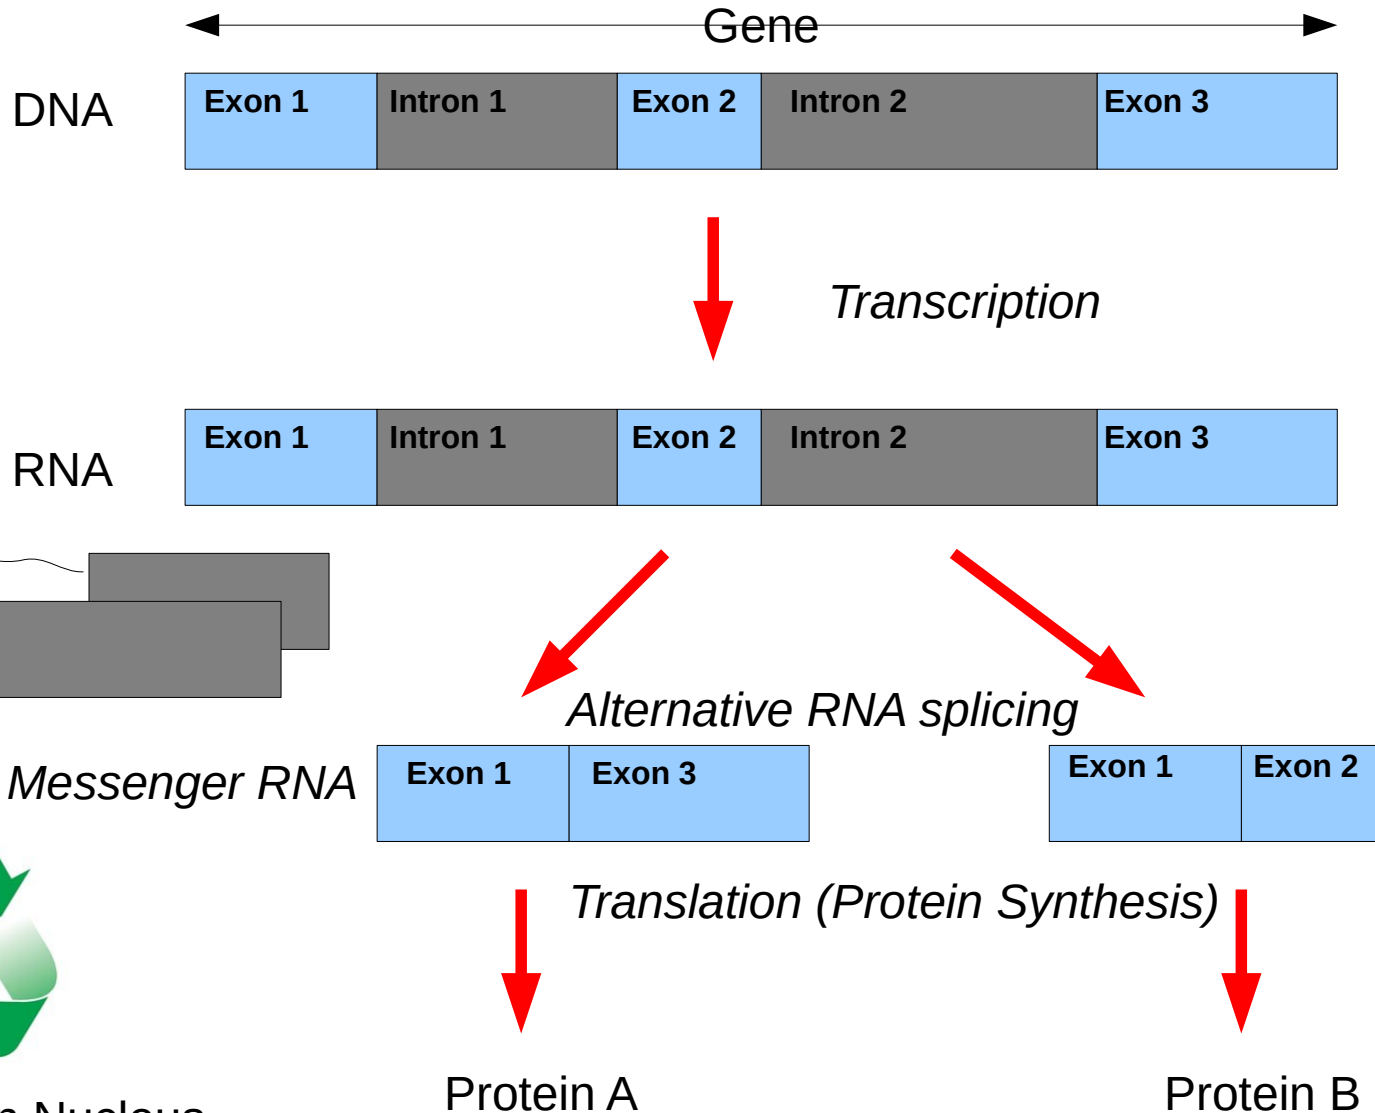 Gene
DNA
Exon 1 Intron 1 Exon 2 Intron 2 Exon 3
Transcription
RNA
Exon 1 Intron 1 Exon 2 Intron 2 Exon 3
Alternative RNA splicing
Messenger RNA
Exon 1 Exon 3
Exon 1 Exon 2
Translation (Protein Synthesis)
Protein A
Protein B
Nucleus